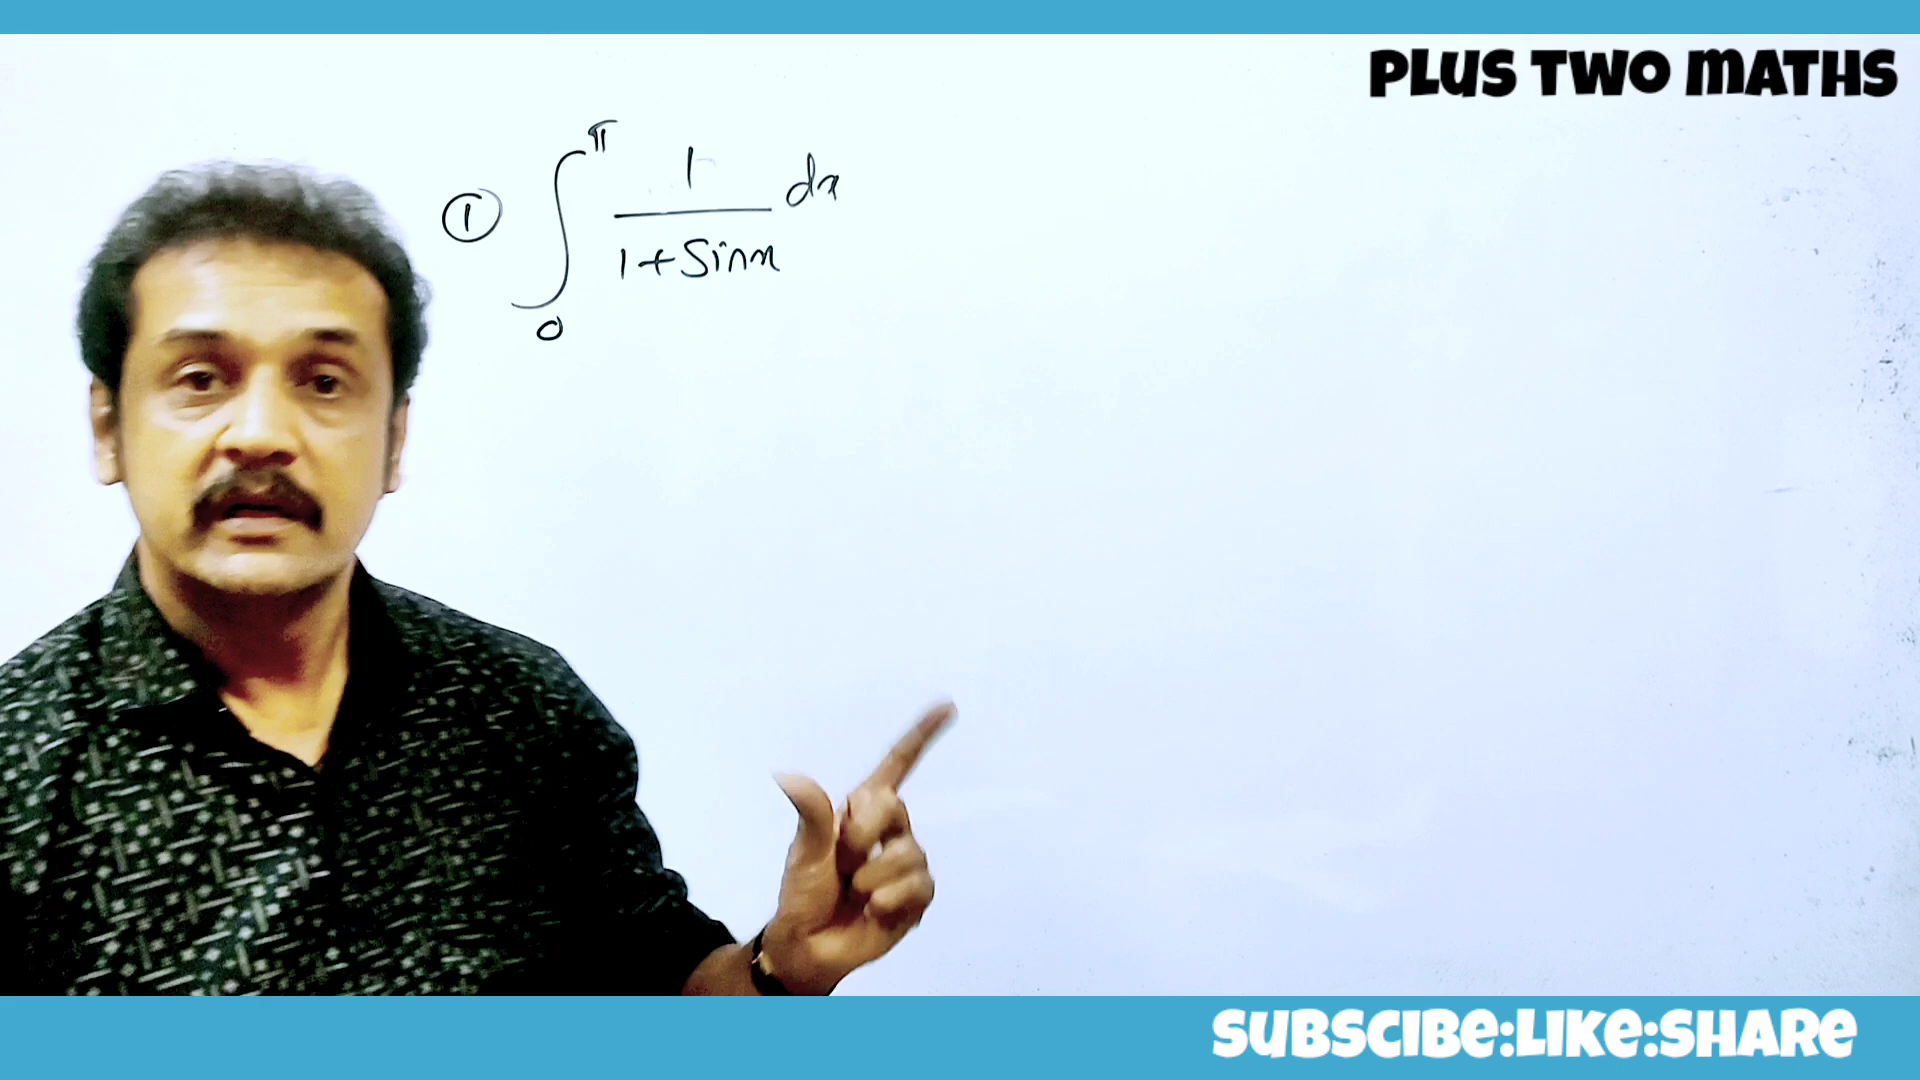 PLUS TWO MATHS
① ∫₀^π 1/(1+Sinx) dx
SUBSCIBE:LIKE:SHARE